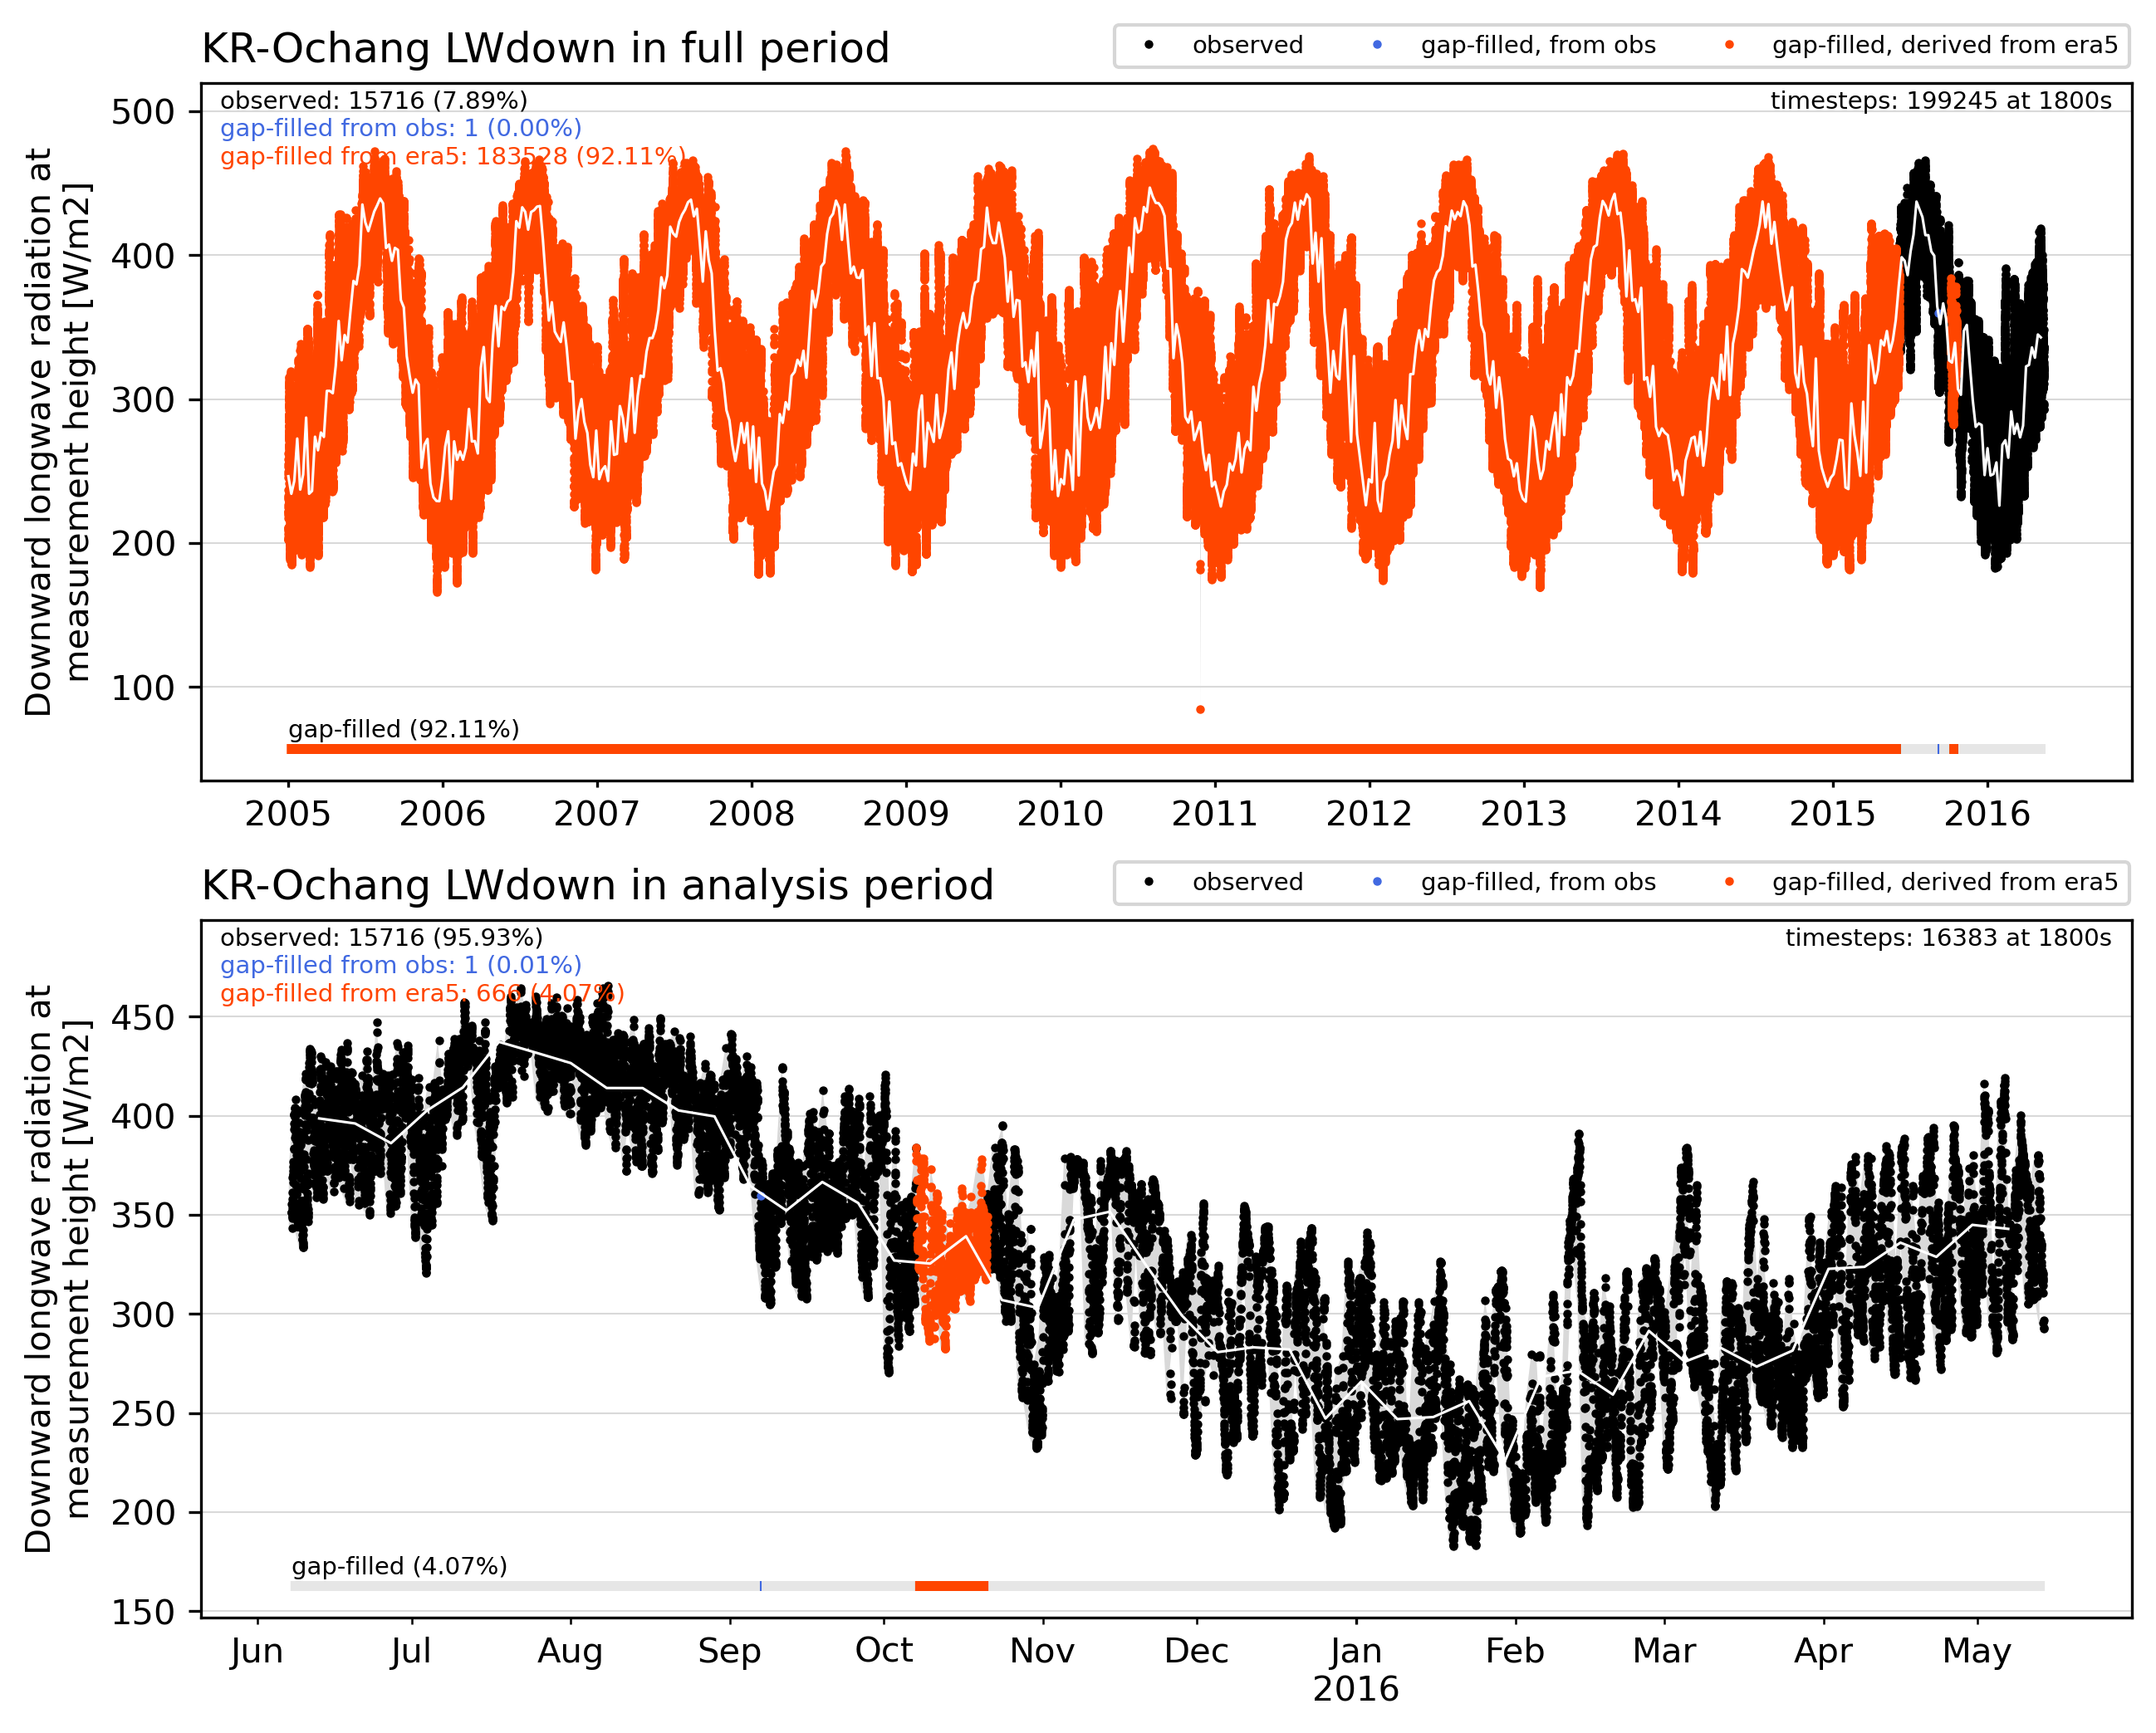 KR-Ochang LWdown in full period
observed
gap-filled, from obs
gap-filled, derived from era5
observed: 15716 (7.89%)
timesteps: 199245 at 1800s
gap-filled from obs: 1 (0.00%)
gap-filled from era5: 183528 (92.11%)
Downward longwave radiation at
measurement height [W/m2]
500
400
300
200
100
gap-filled (92.11%)
2005
2006
2007
2008
2009
2010
2011
2012
2013
2014
2015
2016
KR-Ochang LWdown in analysis period
observed
gap-filled, from obs
gap-filled, derived from era5
observed: 15716 (95.93%)
timesteps: 16383 at 1800s
gap-filled from obs: 1 (0.01%)
gap-filled from era5: 666 (4.07%)
Downward longwave radiation at
measurement height [W/m2]
450
400
350
300
250
200
150
gap-filled (4.07%)
Jun
Jul
Aug
Sep
Oct
Nov
Dec
Jan
2016
Feb
Mar
Apr
May